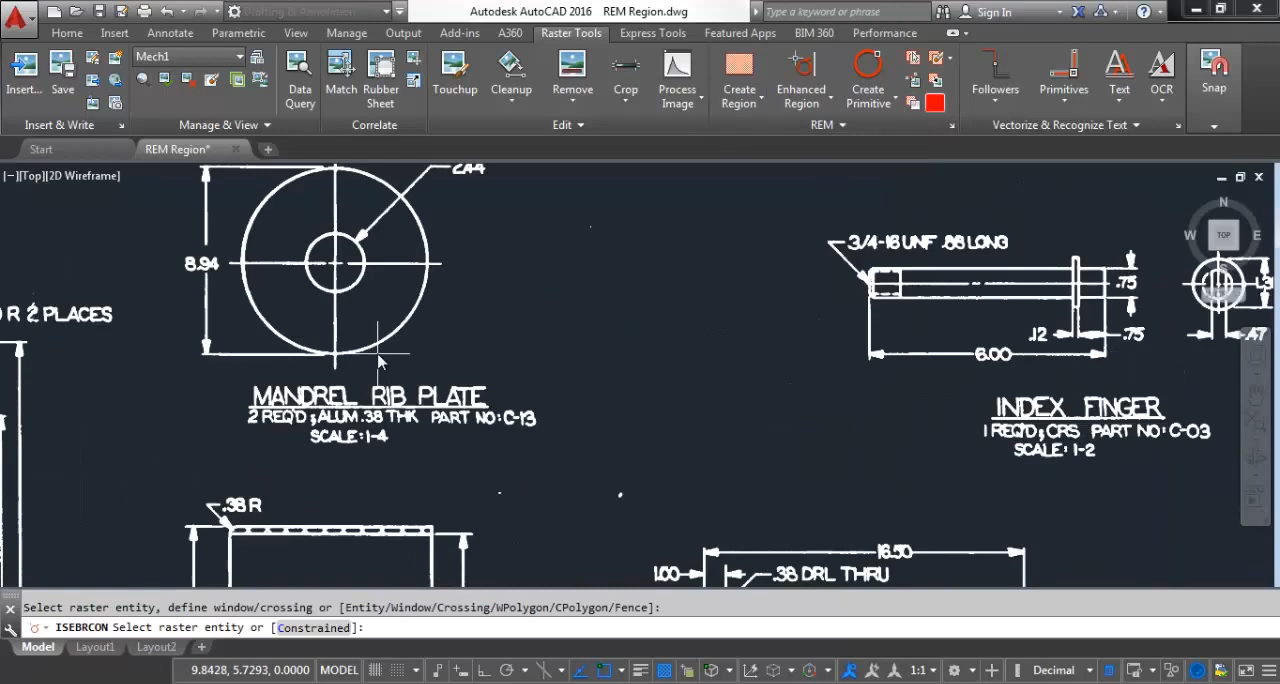 Drafting & Annotation
Autodesk AutoCAD 2016 REM Region.dwg
Type a keyword or phrase
Sign In
Home Insert Annotate Parametric View Manage Output Add-ins A360 Raster Tools Express Tools Featured Apps BIM 360 Performance
Mech1
Insert... Save
Data Query
Match
Rubber Sheet
Touchup
Cleanup
Remove
Crop
Process Image
Create Region
Enhanced Region
Create Primitive
Followers
Primitives
Text
OCR
Snap
Insert & Write
Manage & View
Correlate
Edit
REM
Vectorize & Recognize Text
Start
REM Region*
[−][Top][2D Wireframe]
8.94
R 2 PLACES
MANDREL RIB PLATE
2 REQ'D ; ALUM .38 THK PART NO: C-13
SCALE: 1-4
3/4-16 UNF .88 LONG
.75
.12
.75
6.00
.47
INDEX FINGER
1 REQ'D; CRS PART NO: C-03
SCALE: 1-2
N
W
TOP
E
.38 R
16.50
1.00
.38 DRL THRU
Select raster entity, define window/crossing or [Entity/Window/Crossing/WPolygon/CPolygon/Fence]:
ISEBRCON Select raster entity or [Constrained]:
Model Layout1 Layout2 +
9.8428, 5.7293, 0.0000 MODEL
1:1
Decimal